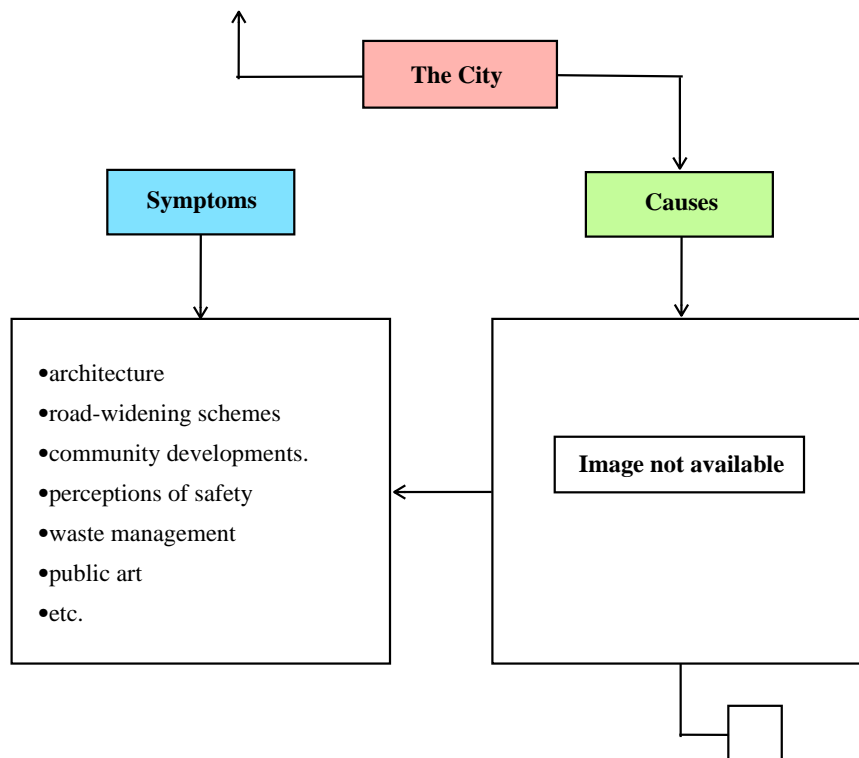 The City
Symptoms
Causes
•architecture
•road-widening schemes
•community developments.
•perceptions of safety
•waste management
•public art
•etc.
Image not available